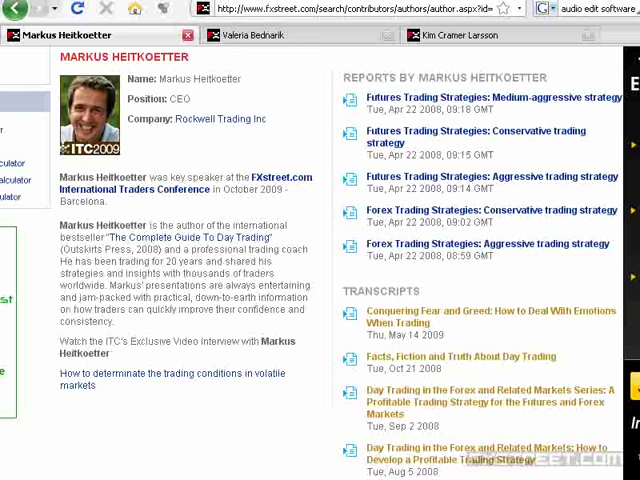 http://www.fxstreet.com/search/contributors/authors/author.aspx?id=
audio edit software
Markus Heitkoetter
Valeria Bednarik
Kim Cramer Larsson
MARKUS HEITKOETTER
Name: Markus Heitkoetter
Position: CEO
Company: Rockwell Trading Inc
ITC2009
Markus Heitkoetter was key speaker at the FXstreet.com
International Traders Conference in October 2009 -
Barcelona.
Markus Heitkoetter is the author of the international
bestseller "The Complete Guide To Day Trading"
(Outskirts Press, 2008) and a professional trading coach
He has been trading for 20 years and shared his
strategies and insights with thousands of traders
worldwide. Markus' presentations are always entertaining
and jam-packed with practical, down-to-earth information
on how traders can quickly improve their confidence and
consistency.
Watch the ITC's Exclusive Video Interview with Markus
Heitkoetter
How to determinate the trading conditions in volatile
markets
REPORTS BY MARKUS HEITKOETTER
Futures Trading Strategies: Medium-aggressive strategy
Tue, Apr 22 2008, 09:18 GMT
Futures Trading Strategies: Conservative trading
strategy
Tue, Apr 22 2008, 09:15 GMT
Futures Trading Strategies: Aggressive trading strategy
Tue, Apr 22 2008, 09:14 GMT
Forex Trading Strategies: Conservative trading strategy
Tue, Apr 22 2008, 09:02 GMT
Forex Trading Strategies: Aggressive trading strategy
Tue, Apr 22 2008, 08:59 GMT
TRANSCRIPTS
Conquering Fear and Greed: How to Deal With Emotions
When Trading
Thu, May 14 2009
Facts, Fiction and Truth About Day Trading
Tue, Oct 21 2008
Day Trading in the Forex and Related Markets Series: A
Profitable Trading Strategy for the Futures and Forex
Markets
Tue, Sep 2 2008
Day Trading in the Forex and Related Markets: How to
Develop a Profitable Trading Strategy
Tue, Aug 5 2008